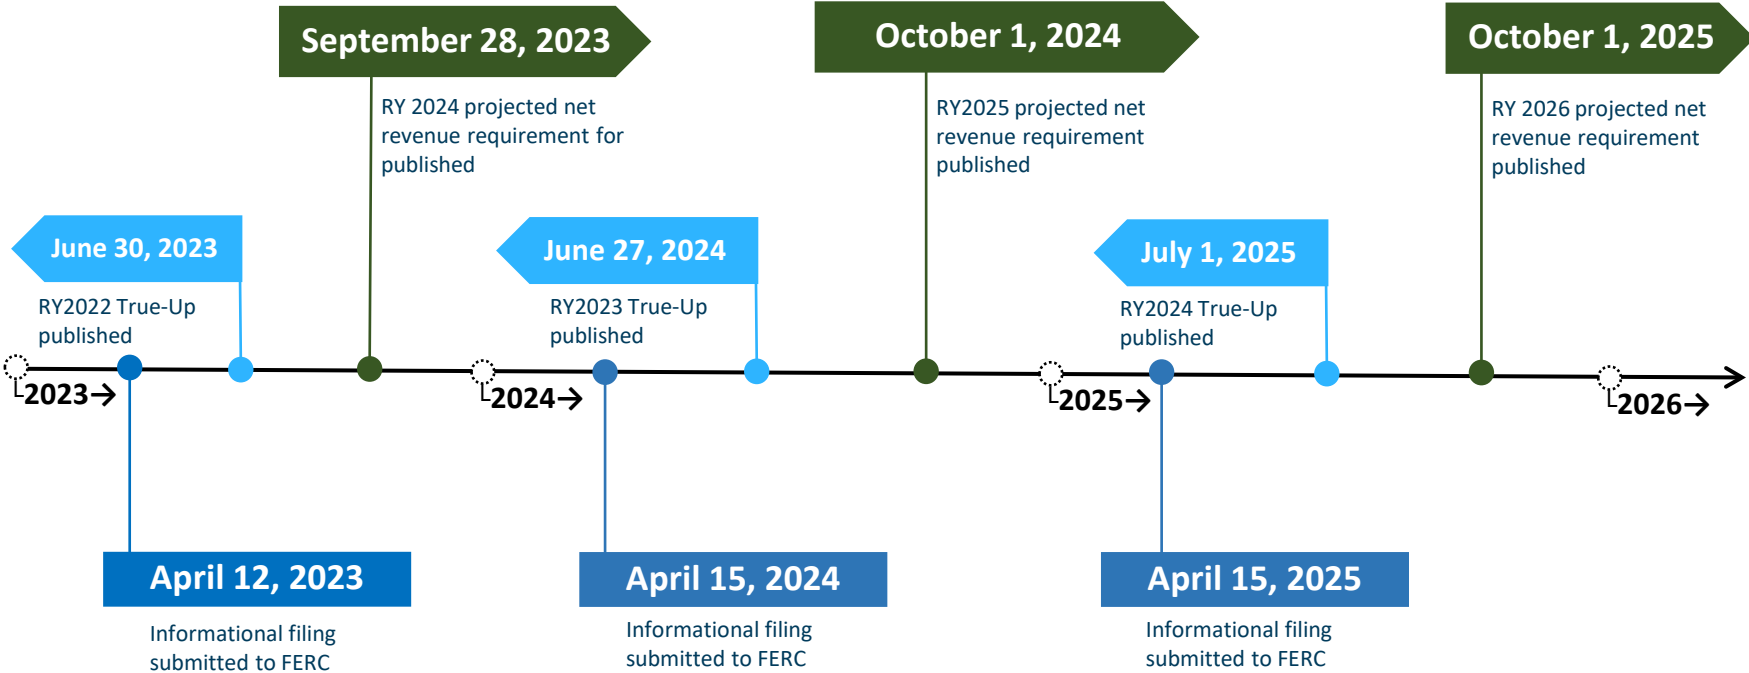 September 28, 2023
RY 2024 projected net
revenue requirement for
published
October 1, 2024
RY2025 projected net
revenue requirement
published
October 1, 2025
RY 2026 projected net
revenue requirement
published
June 30, 2023
RY2022 True-Up
published
June 27, 2024
RY2023 True-Up
published
July 1, 2025
RY2024 True-Up
published
2023→
2024→
2025→
2026→
April 12, 2023
Informational filing
submitted to FERC
April 15, 2024
Informational filing
submitted to FERC
April 15, 2025
Informational filing
submitted to FERC